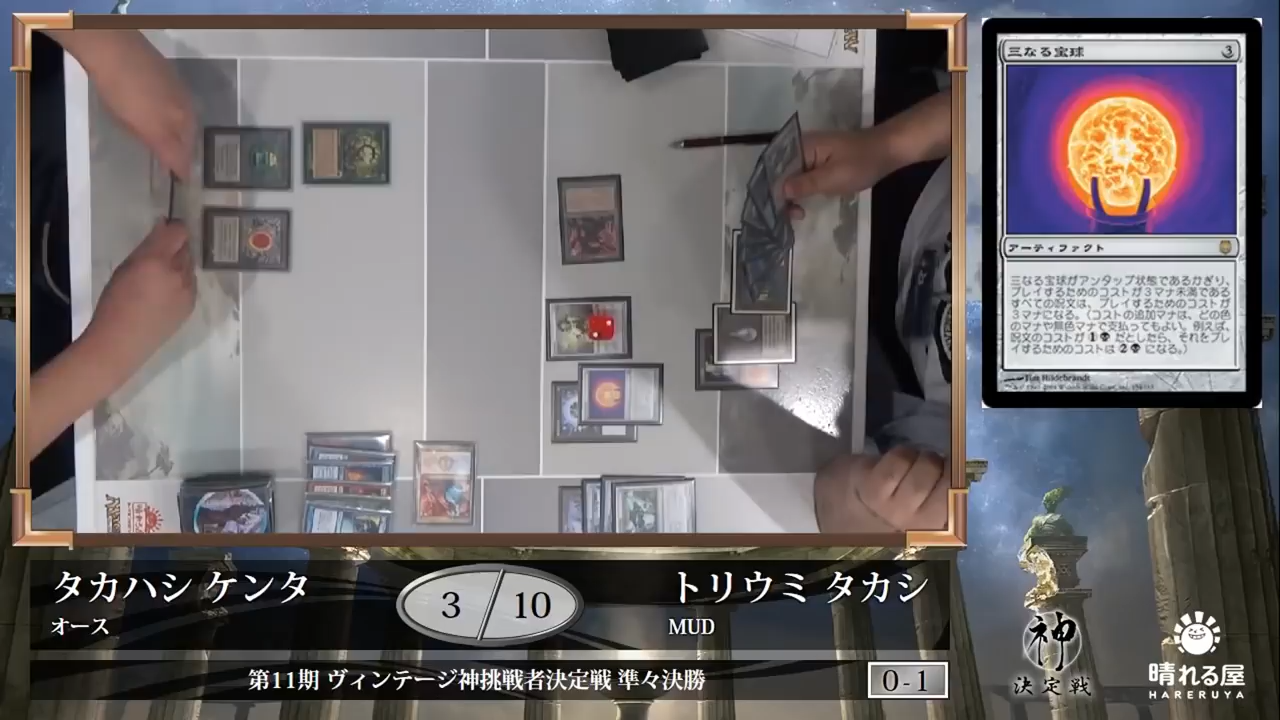 三なる宝球 3
アーティファクト
三なる宝球がアンタップ状態であるかぎり、
プレイするためのコストが3マナ未満である
すべての呪文は、プレイするためのコストが
3マナになる。(コストの追加マナは、どの色
のマナや無色マナで支払ってもよい。例えば、
呪文のコストが 1 だとしたら、それをプレ
イするためのコストは 2 になる。)
Tim Hildebrandt
タカハシ ケンタ
オース
3 / 10
トリウミ タカシ
MUD
第11期 ヴィンテージ神挑戦者決定戦 準々決勝
0-1
神
決定戦
晴れる屋
HARERUYA